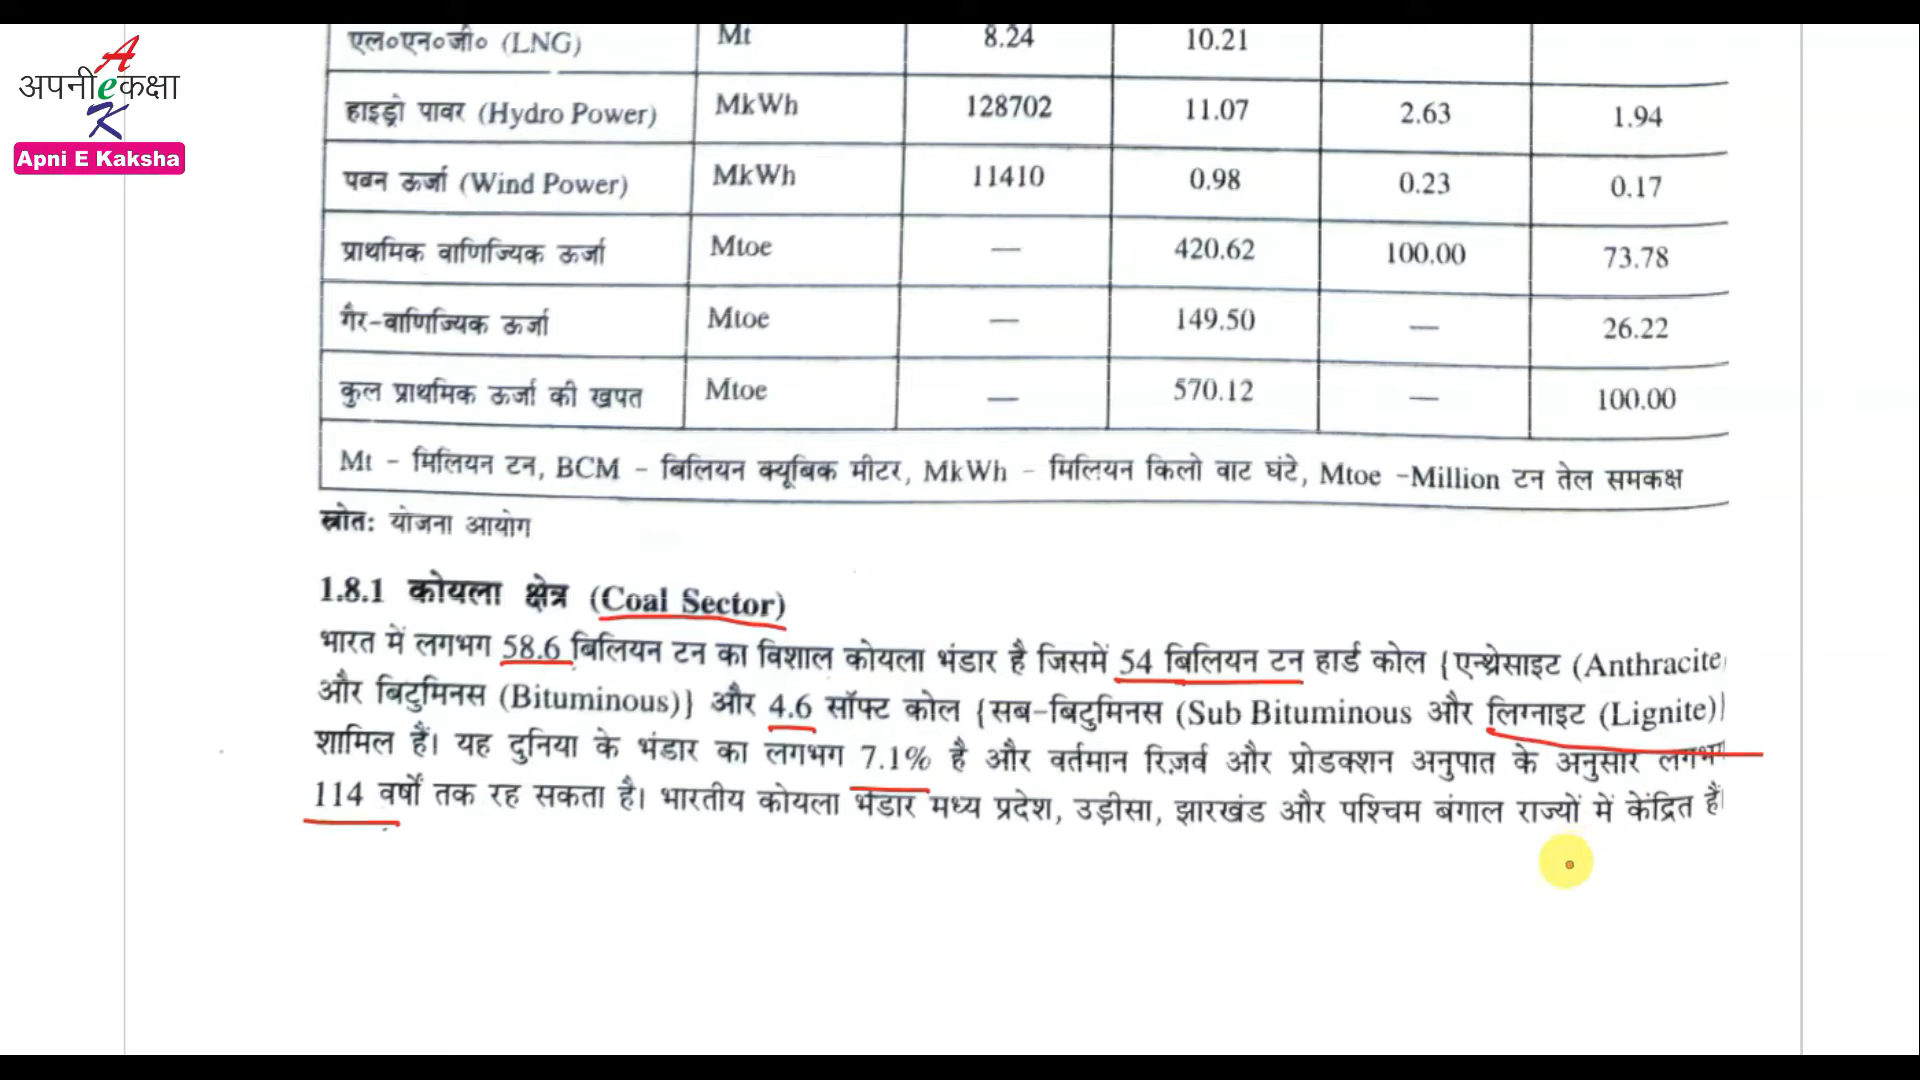 अपनीeकक्षा
A
K
Apni E Kaksha
एल०एन०जी० (LNG) Mt 8.24 10.21
हाइड्रो पावर (Hydro Power) MkWh 128702 11.07 2.63 1.94
पवन ऊर्जा (Wind Power) MkWh 11410 0.98 0.23 0.17
प्राथमिक वाणिज्यिक ऊर्जा Mtoe — 420.62 100.00 73.78
गैर-वाणिज्यिक ऊर्जा Mtoe — 149.50 — 26.22
कुल प्राथमिक ऊर्जा की खपत Mtoe — 570.12 — 100.00
Mt - मिलियन टन, BCM - बिलियन क्यूबिक मीटर, MkWh - मिलियन किलो वाट घंटे, Mtoe -Million टन तेल समकक्ष
स्रोत: योजना आयोग
1.8.1 कोयला क्षेत्र (Coal Sector)
भारत में लगभग 58.6 बिलियन टन का विशाल कोयला भंडार है जिसमें 54 बिलियन टन हार्ड कोल {एन्थ्रेसाइट (Anthracite
और बिटुमिनस (Bituminous)} और 4.6 सॉफ्ट कोल {सब-बिटुमिनस (Sub Bituminous और लिग्नाइट (Lignite)}
शामिल हैं। यह दुनिया के भंडार का लगभग 7.1% है और वर्तमान रिज़र्व और प्रोडक्शन अनुपात के अनुसार लगभग
114 वर्षों तक रह सकता है। भारतीय कोयला भंडार मध्य प्रदेश, उड़ीसा, झारखंड और पश्चिम बंगाल राज्यों में केंद्रित हैं।